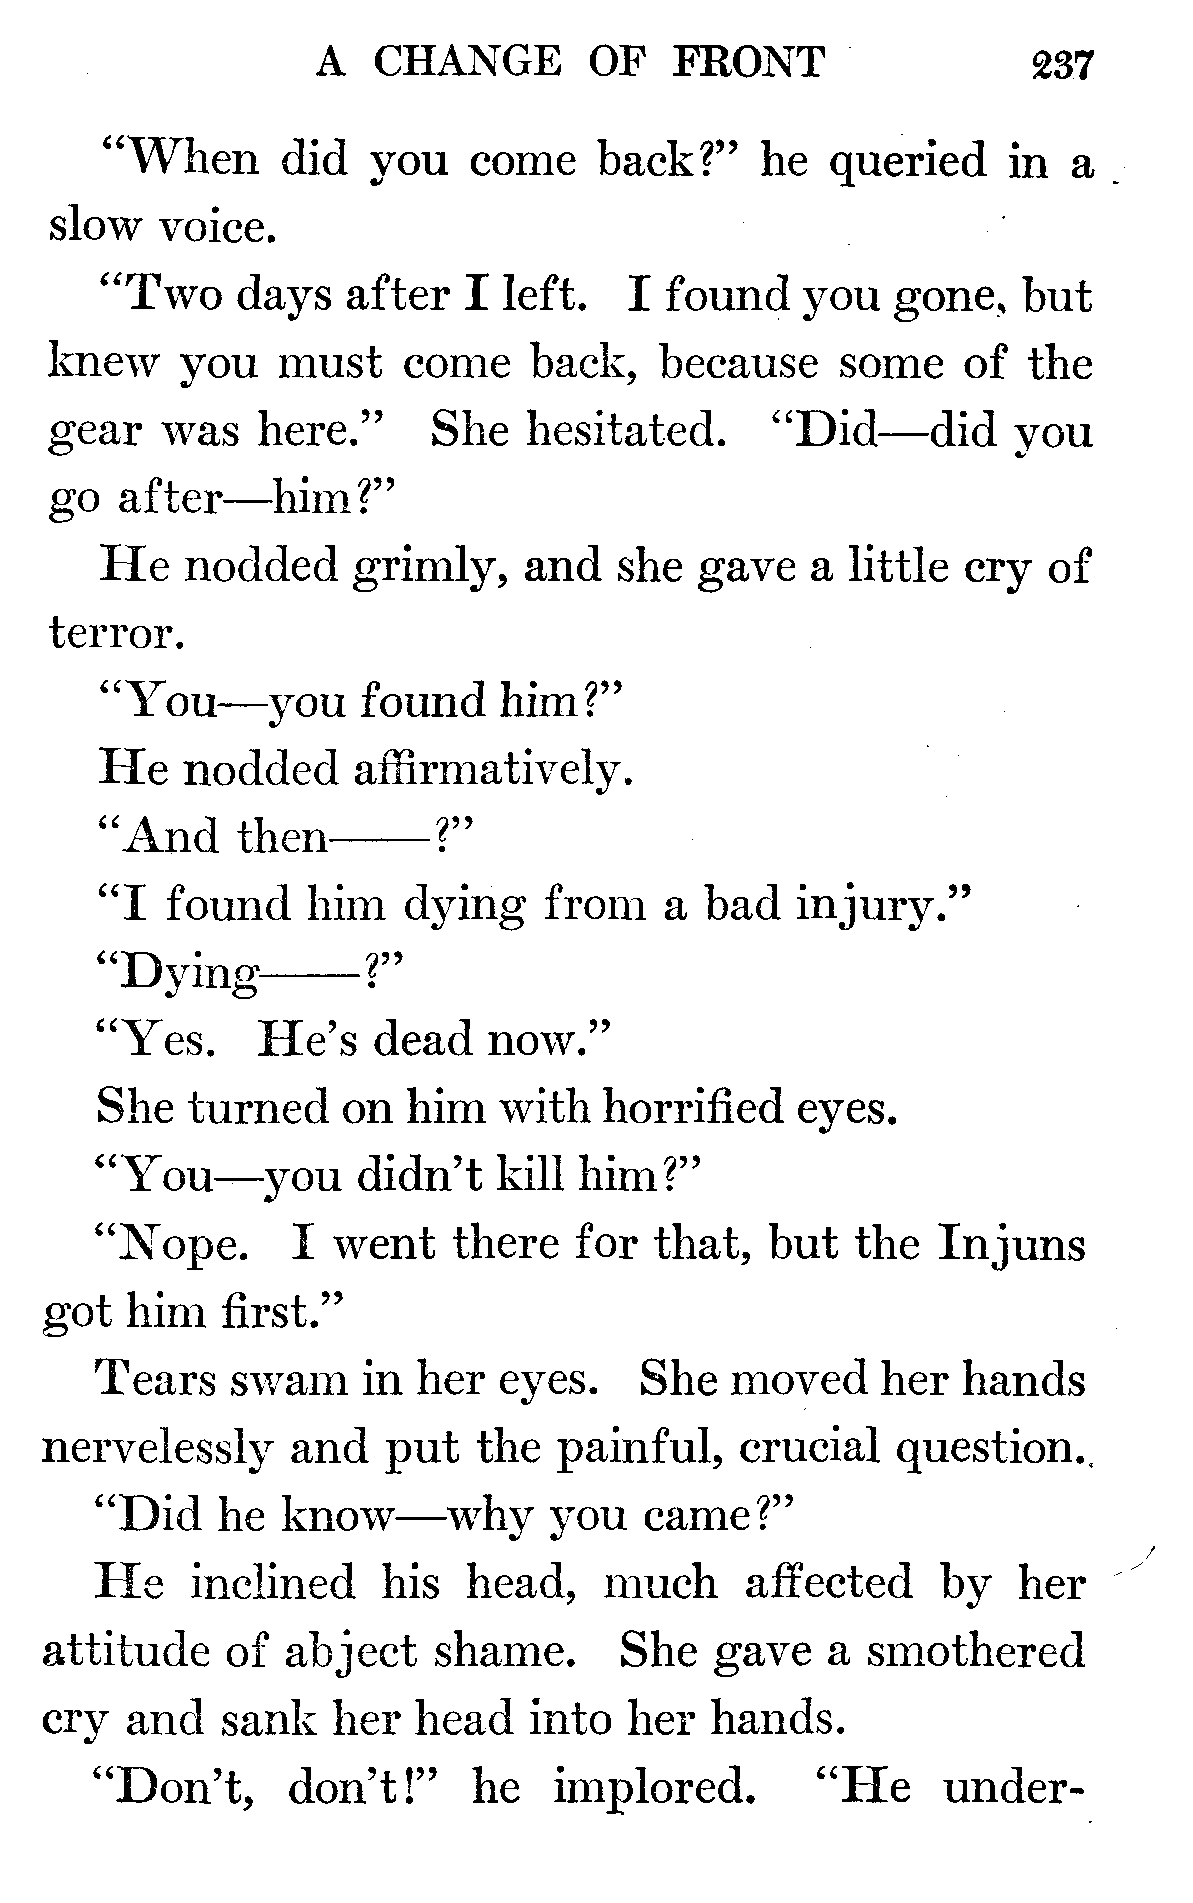 A CHANGE OF FRONT 237
“When did you come back?” he queried in a
slow voice.
“Two days after I left. I found you gone, but
knew you must come back, because some of the
gear was here.” She hesitated. “Did—did you
go after—him?”
He nodded grimly, and she gave a little cry of
terror.
“You—you found him?”
He nodded affirmatively.
“And then——?”
“I found him dying from a bad injury.”
“Dying——?”
“Yes. He’s dead now.”
She turned on him with horrified eyes.
“You—you didn’t kill him?”
“Nope. I went there for that, but the Injuns
got him first.”
Tears swam in her eyes. She moved her hands
nervelessly and put the painful, crucial question.
“Did he know—why you came?”
He inclined his head, much affected by her
attitude of abject shame. She gave a smothered
cry and sank her head into her hands.
“Don’t, don’t!” he implored. “He under-